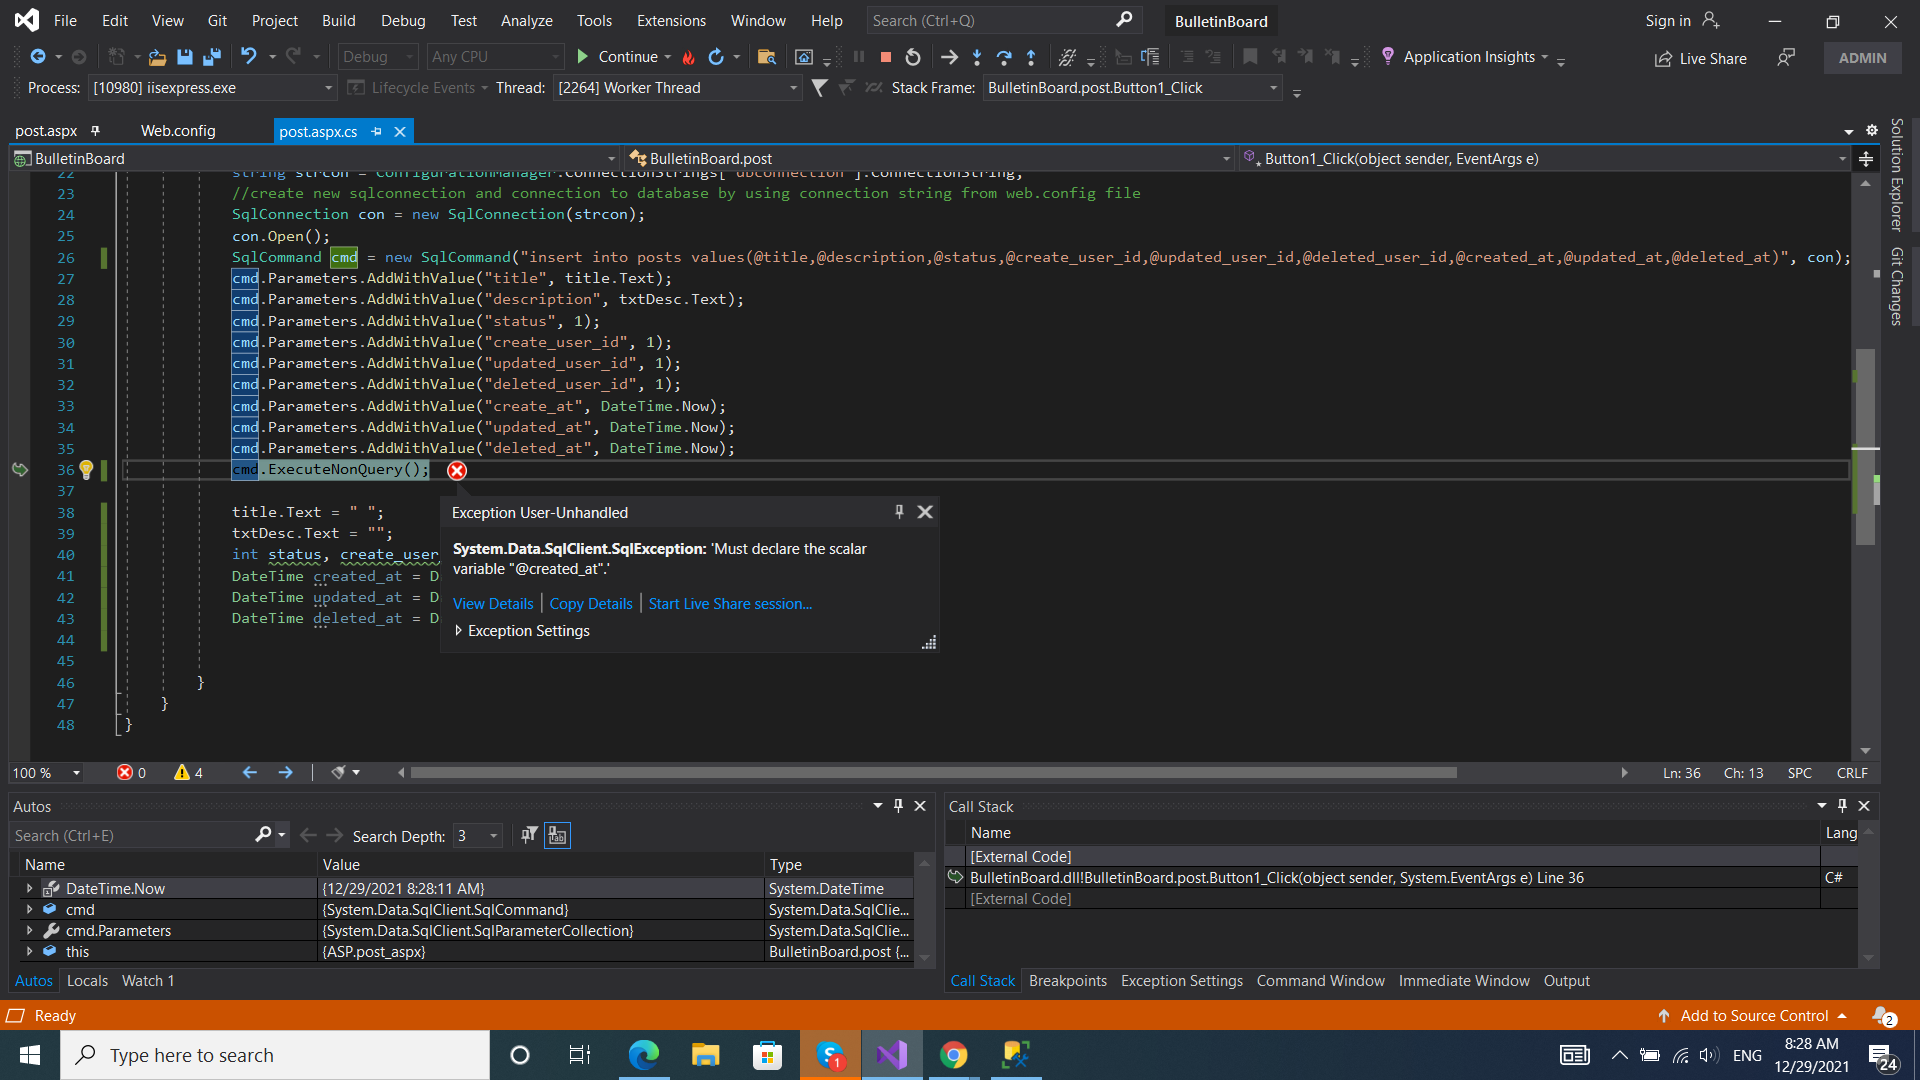 File Edit View Git Project Build Debug Test Analyze Tools Extensions Window Help Search (Ctrl+Q) BulletinBoard Sign in
Debug Any CPU Continue Application Insights Live Share ADMIN
Process: [10980] iisexpress.exe Lifecycle Events Thread: [2264] Worker Thread Stack Frame: BulletinBoard.post.Button1_Click
post.aspx Web.config post.aspx.cs
BulletinBoard BulletinBoard.post Button1_Click(object sender, EventArgs e)
22 string strcon = ConfigurationManager.ConnectionStrings["dbconnection"].ConnectionString;
23 //create new sqlconnection and connection to database by using connection string from web.config file
24 SqlConnection con = new SqlConnection(strcon);
25 con.Open();
26 SqlCommand cmd = new SqlCommand("insert into posts values(@title,@description,@status,@create_user_id,@updated_user_id,@deleted_user_id,@created_at,@updated_at,@deleted_at)", con);
27 cmd.Parameters.AddWithValue("title", title.Text);
28 cmd.Parameters.AddWithValue("description", txtDesc.Text);
29 cmd.Parameters.AddWithValue("status", 1);
30 cmd.Parameters.AddWithValue("create_user_id", 1);
31 cmd.Parameters.AddWithValue("updated_user_id", 1);
32 cmd.Parameters.AddWithValue("deleted_user_id", 1);
33 cmd.Parameters.AddWithValue("create_at", DateTime.Now);
34 cmd.Parameters.AddWithValue("updated_at", DateTime.Now);
35 cmd.Parameters.AddWithValue("deleted_at", DateTime.Now);
36 cmd.ExecuteNonQuery();
37
38 title.Text = " ";
39 txtDesc.Text = "";
40 int status, create_user
41 DateTime created_at = D
42 DateTime updated_at = D
43 DateTime deleted_at = D
44
45
46 }
47 }
48 }
Exception User-Unhandled
System.Data.SqlClient.SqlException: 'Must declare the scalar
variable "@created_at".'
View Details | Copy Details | Start Live Share session...
Exception Settings
100 % 0 4 Ln: 36 Ch: 13 SPC CRLF
Solution Explorer
Git Changes
Autos
Search (Ctrl+E) Search Depth: 3
Name Value Type
DateTime.Now {12/29/2021 8:28:11 AM} System.DateTime
cmd {System.Data.SqlClient.SqlCommand} System.Data.SqlClie...
cmd.Parameters {System.Data.SqlClient.SqlParameterCollection} System.Data.SqlClie...
this {ASP.post_aspx} BulletinBoard.post {...
Autos Locals Watch 1
Call Stack
Name Lang
[External Code]
BulletinBoard.dll!BulletinBoard.post.Button1_Click(object sender, System.EventArgs e) Line 36 C#
[External Code]
Call Stack Breakpoints Exception Settings Command Window Immediate Window Output
Ready Add to Source Control 2
Type here to search 1 ENG 8:28 AM
12/29/2021 24